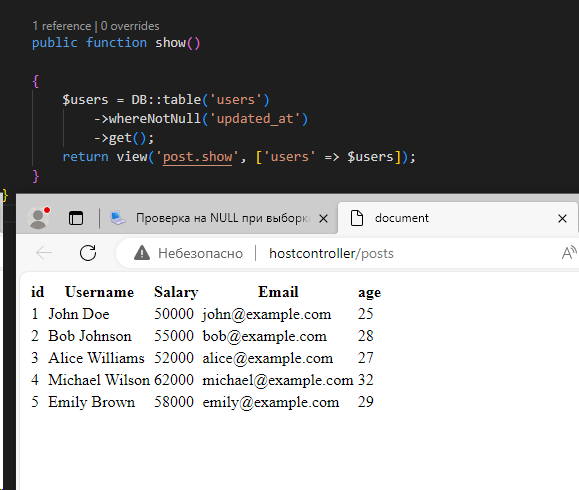 1 reference | 0 overrides
public function show()
{
$users = DB::table('users')
->whereNotNull('updated_at')
->get();
return view('post.show', ['users' => $users]);
}
}
Проверка на NULL при выборк
document
Небезопасно
hostcontroller/posts
id Username Salary Email age
1 John Doe 50000 john@example.com 25
2 Bob Johnson 55000 bob@example.com 28
3 Alice Williams 52000 alice@example.com 27
4 Michael Wilson 62000 michael@example.com 32
5 Emily Brown 58000 emily@example.com 29